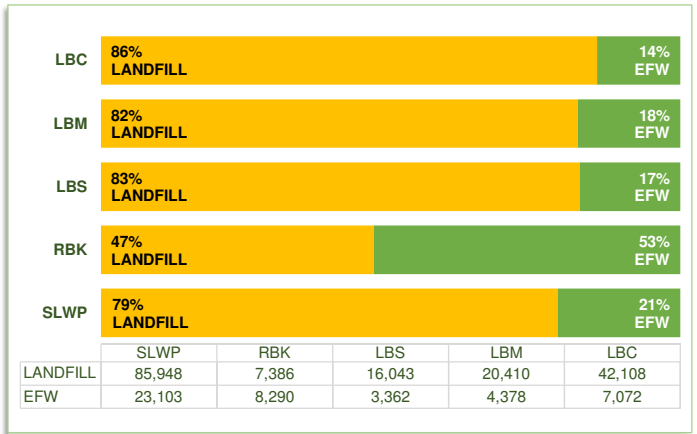 LBC
86%
LANDFILL
14%
EFW
LBM
82%
LANDFILL
18%
EFW
LBS
83%
LANDFILL
17%
EFW
RBK
47%
LANDFILL
53%
EFW
SLWP
79%
LANDFILL
21%
EFW
SLWP RBK LBS LBM LBC
LANDFILL 85,948 7,386 16,043 20,410 42,108
EFW 23,103 8,290 3,362 4,378 7,072